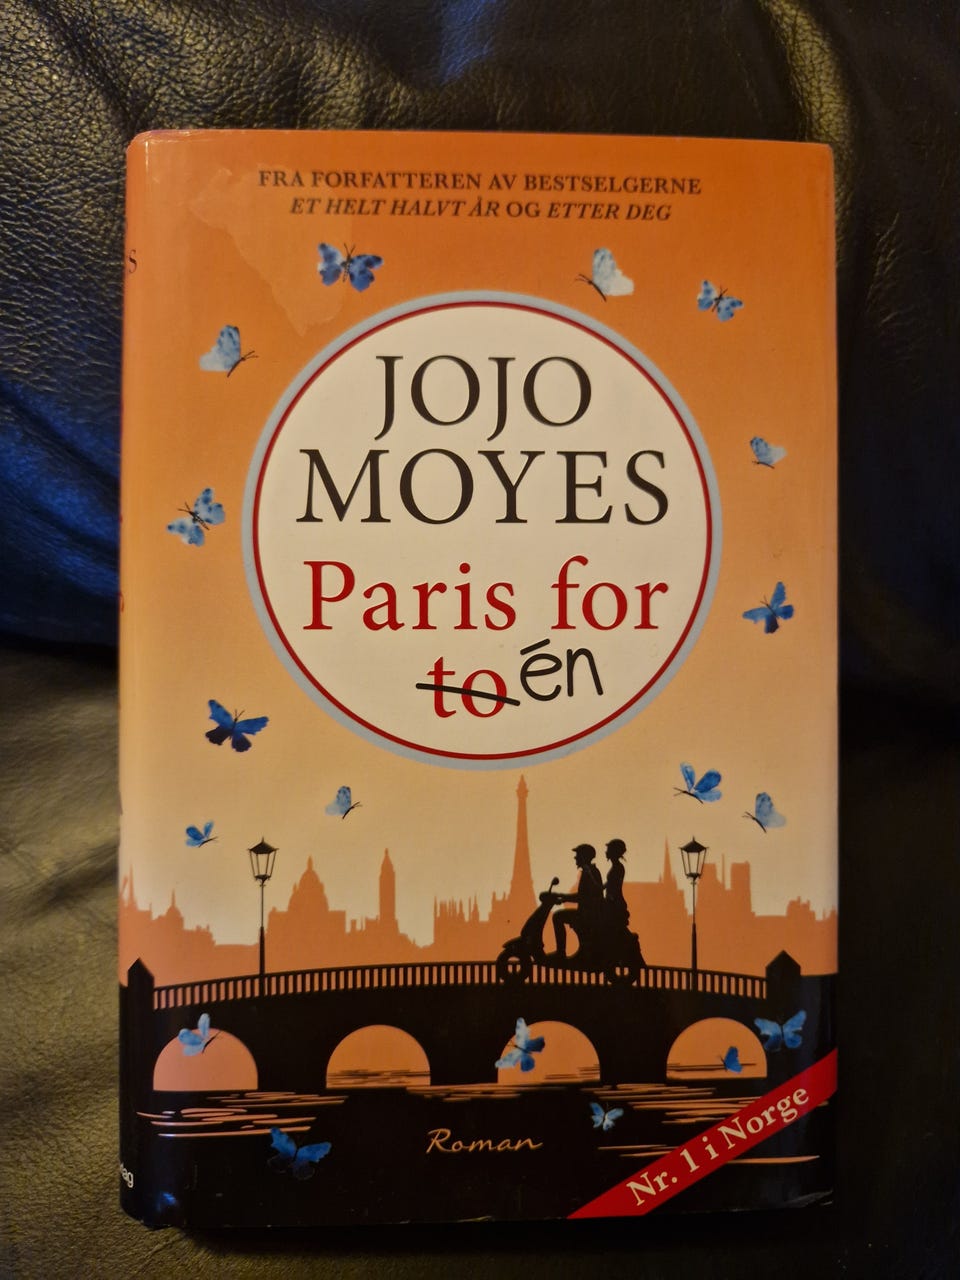 FRA FORFATTEREN AV BESTSELGERNE
ET HELT HALVT ÅR OG ETTER DEG
JOJO
MOYES
Paris for
to én
Roman
Nr. 1 i Norge